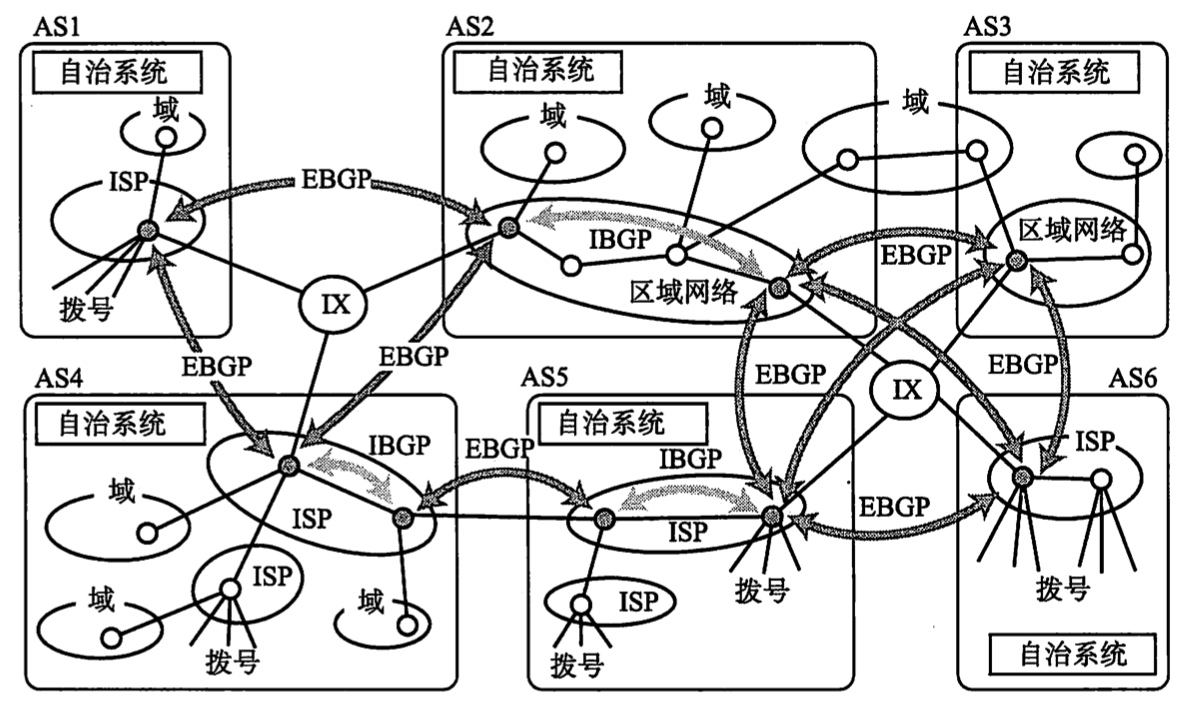 AS1
AS2
AS3
自治系统
自治系统
自治系统
域
域
域
域
ISP
EBGP
IBGP
区域网络
EBGP
区域网络
拨号
IX
EBGP
EBGP
EBGP
EBGP
IX
AS4
AS5
AS6
自治系统
自治系统
IBGP
EBGP
IBGP
ISP
域
ISP
ISP
EBGP
ISP
域
域
ISP
拨号
拨号
拨号
拨号
自治系统